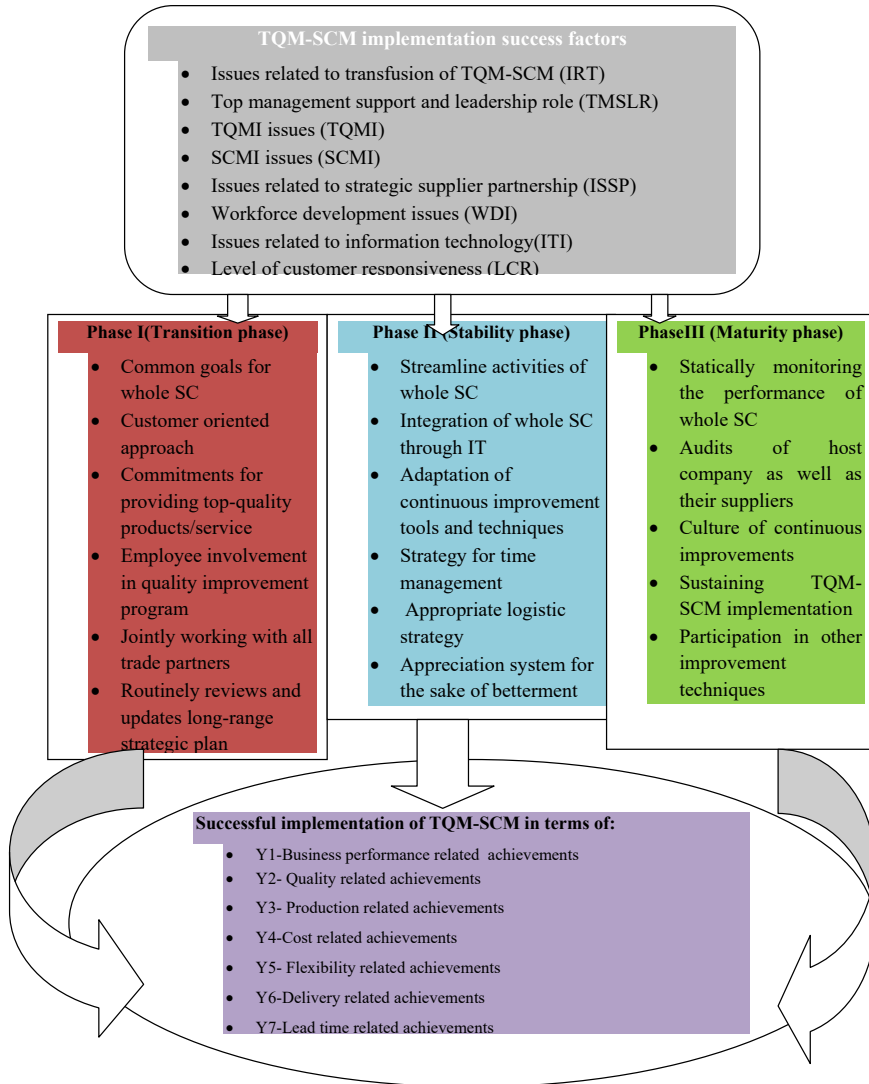 TQM-SCM implementation success factors
• Issues related to transfusion of TQM-SCM (IRT)
• Top management support and leadership role (TMSLR)
• TQMI issues (TQMI)
• SCMI issues (SCMI)
• Issues related to strategic supplier partnership (ISSP)
• Workforce development issues (WDI)
• Issues related to information technology(ITI)
• Level of customer responsiveness (LCR)
Phase I(Transition phase)
• Common goals for
whole SC
• Customer oriented
approach
• Commitments for
providing top-quality
products/service
• Employee involvement
in quality improvement
program
• Jointly working with all
trade partners
• Routinely reviews and
updates long-range
strategic plan
Phase II (Stability phase)
• Streamline activities of
whole SC
• Integration of whole SC
through IT
• Adaptation of
continuous improvement
tools and techniques
• Strategy for time
management
• Appropriate logistic
strategy
• Appreciation system for
the sake of betterment
PhaseIII (Maturity phase)
• Statically monitoring
the performance of
whole SC
• Audits of host
company as well as
their suppliers
• Culture of continuous
improvements
• Sustaining TQM-
SCM implementation
• Participation in other
improvement
techniques
Successful implementation of TQM-SCM in terms of:
• Y1-Business performance related achievements
• Y2- Quality related achievements
• Y3- Production related achievements
• Y4-Cost related achievements
• Y5- Flexibility related achievements
• Y6-Delivery related achievements
• Y7-Lead time related achievements